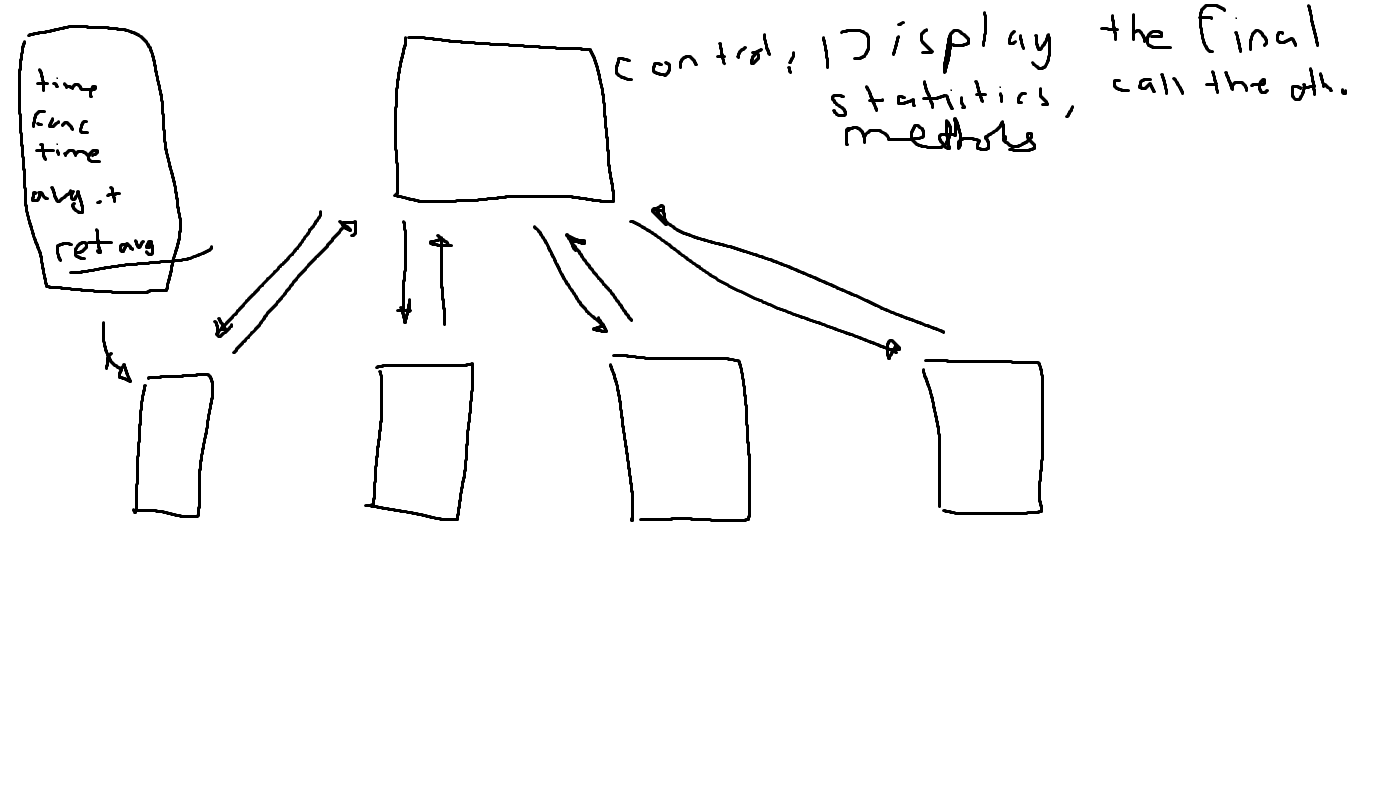 time
func
time
avg.t
ret avg
control: Display the final
statistics, call the oth.
methods